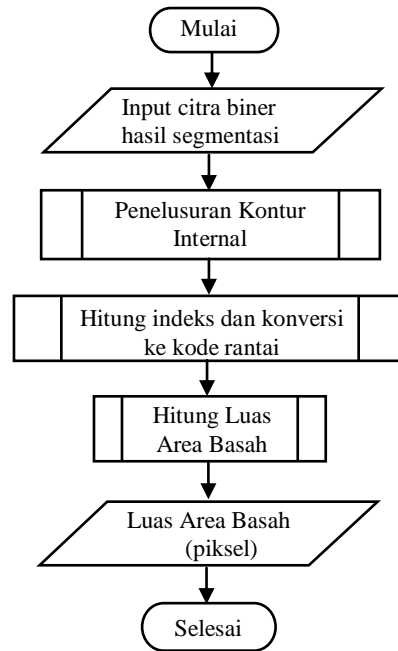 Mulai
Input citra biner
hasil segmentasi
Penelusuran Kontur
Internal
Hitung indeks dan konversi
ke kode rantai
Hitung Luas
Area Basah
Luas Area Basah
(piksel)
Selesai